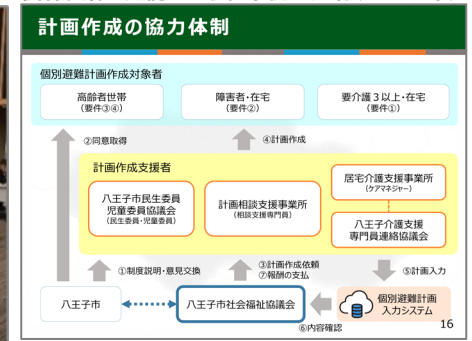 計画作成の協力体制
個別避難計画作成対象者
高齢者世帯
(要件③④)
障害者・在宅
(要件②)
要介護3以上・在宅
(要件①)
②同意取得
④計画作成
計画作成支援者
八王子市民生委員
児童委員協議会
(民生委員・児童委員)
計画相談支援事業所
(相談支援専門員)
居宅介護支援事業所
(ケアマネジャー)
八王子介護支援
専門員連絡協議会
①制度説明・意見交換
③計画作成依頼
⑦報酬の支払
⑤計画入力
八王子市
八王子市社会福祉協議会
個別避難計画
入力システム
⑥内容確認
16